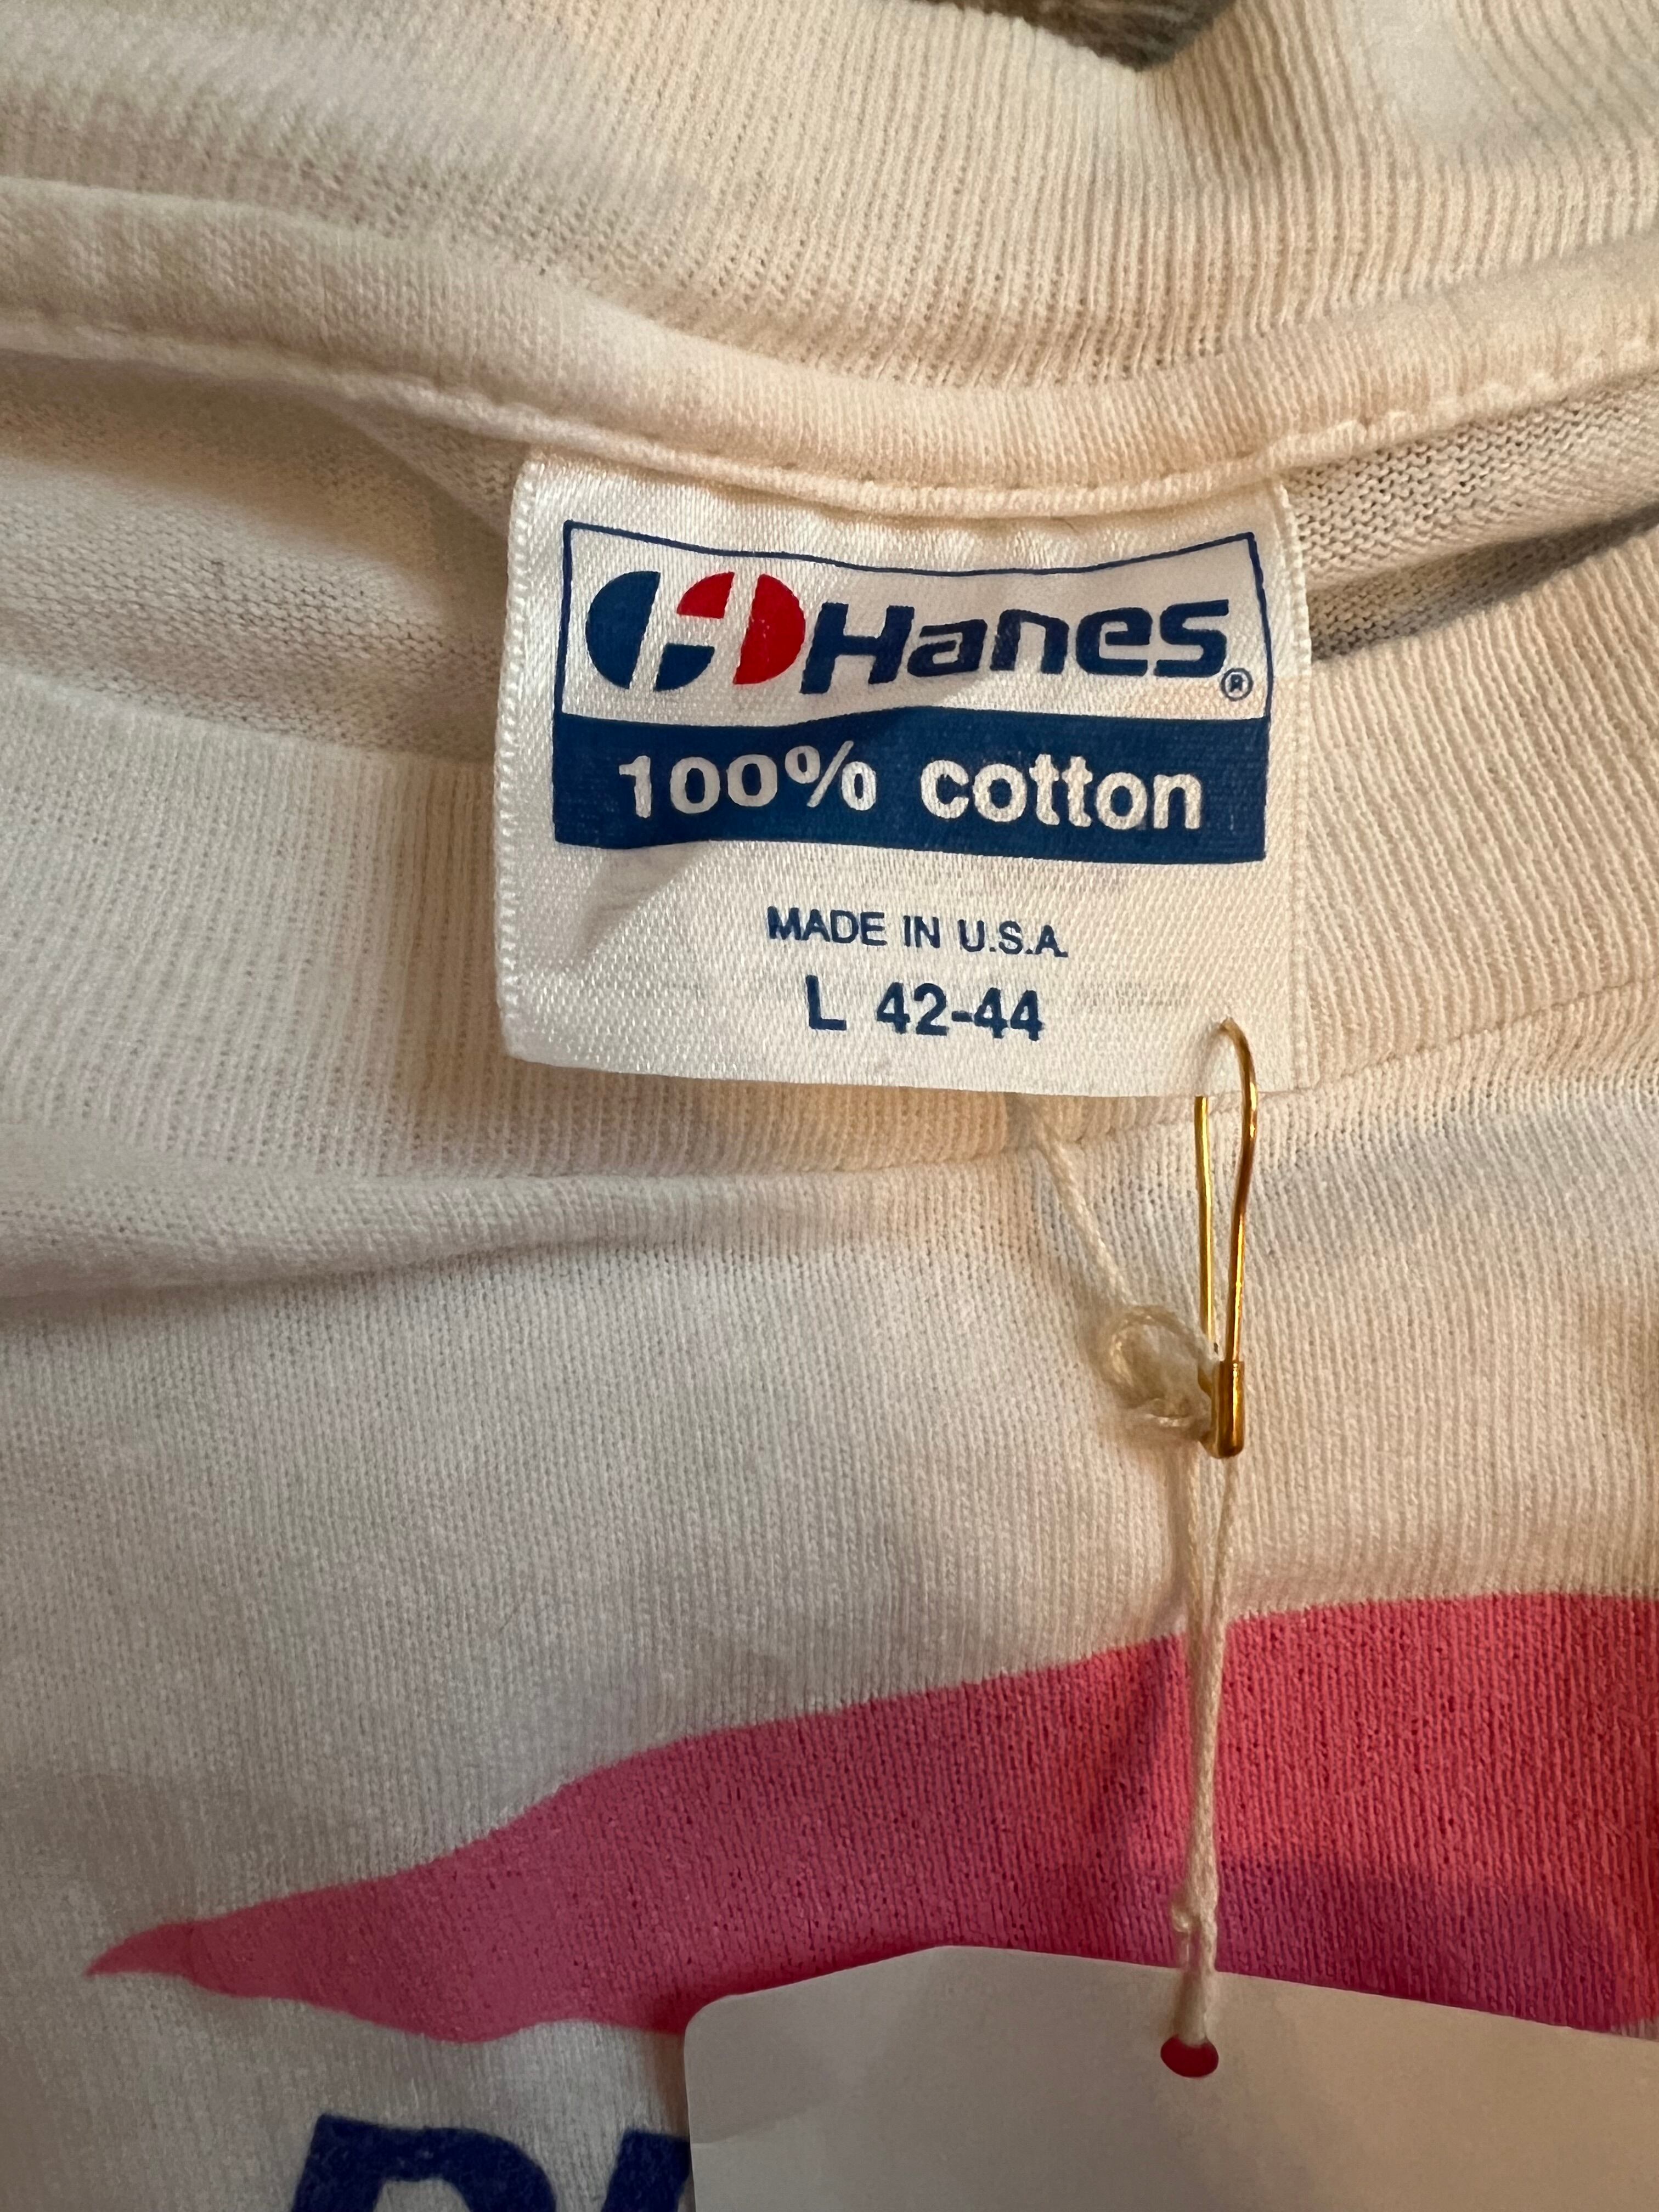 Hanes®
100% cotton
MADE IN U.S.A.
L 42-44